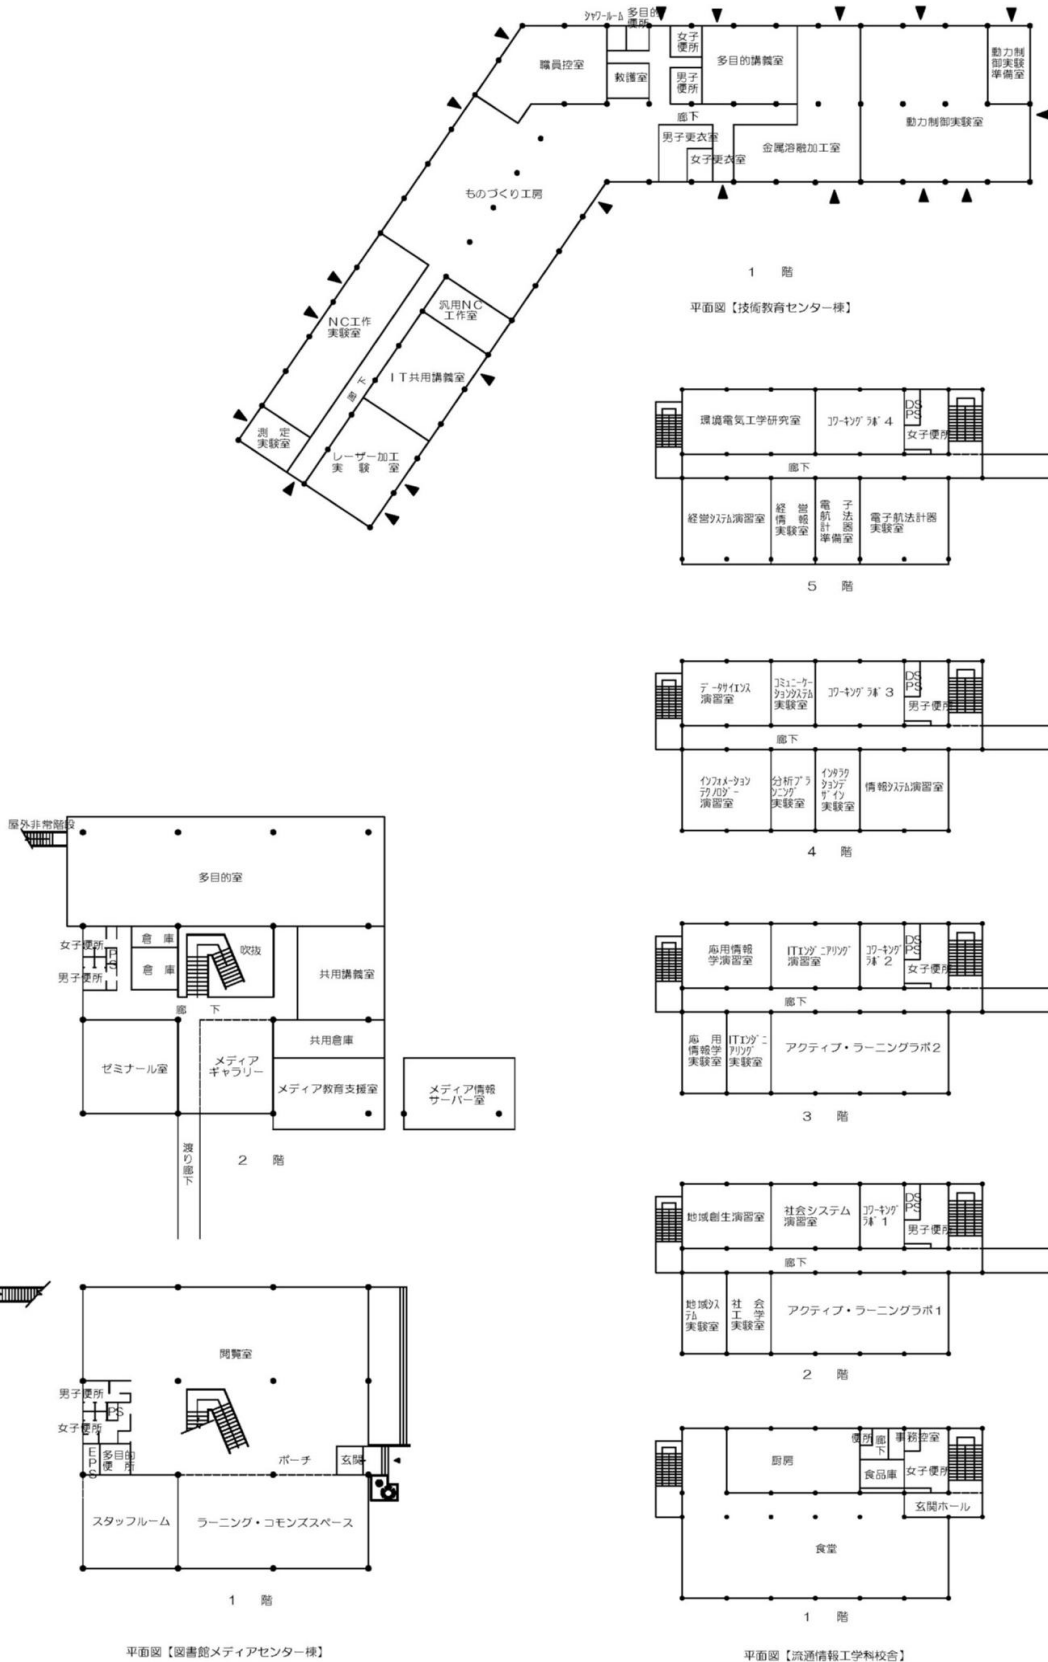 シャワールーム
多目的
便所
職員控室
救護室
女子
便所
男子
便所
多目的講義室
動力制
御実験
準備室
廊下
男子更衣室
女子更衣室
金属溶融加工室
動力制御実験室
ものづくり工房
汎用NC
工作室
NC工作
実験室
IT共用講義室
廊下
測定
実験室
レーザー加工
実験室
1 階
平面図【技術教育センター棟】
環境電気工学研究室
コワーキングラボ4
DS
PS
女子便所
廊下
経営システム演習室
経営
情報
実験室
電子
航法
計器
準備室
電子航法計器
実験室
5 階
データサイエンス
演習室
コミュニケー
ションシステム
実験室
コワーキングラボ3
DS
PS
男子便所
廊下
インフォメーション
テクノロジー
演習室
分析プラ
ンニング
実験室
インタラク
ションデ
ザイン
実験室
情報システム演習室
4 階
応用情報
学演習室
ITエンジニアリング
演習室
コワーキング
ラボ2
DS
PS
女子便所
廊下
応用
情報学
実験室
ITエンジニ
アリング
実験室
アクティブ・ラーニングラボ2
3 階
地域創生演習室
社会システム
演習室
コワーキング
ラボ1
DS
PS
男子便所
廊下
地域シス
テム
実験室
社会
工学
実験室
アクティブ・ラーニングラボ1
2 階
厨房
便所
廊下
事務控室
食品庫
女子便所
玄関ホール
食堂
1 階
平面図【流通情報工学科校舎】
屋外非常階段
多目的室
女子便所
PS
男子便所
倉庫
倉庫
吹抜
共用講義室
廊下
共用倉庫
ゼミナール室
メディア
ギャラリー
メディア教育支援室
メディア情報
サーバー室
渡り廊下
2 階
閲覧室
男子便所
PS
女子便所
EPS
多目的
便所
ポーチ
玄関
スタッフルーム
ラーニング・コモンズスペース
1 階
平面図【図書館メディアセンター棟】